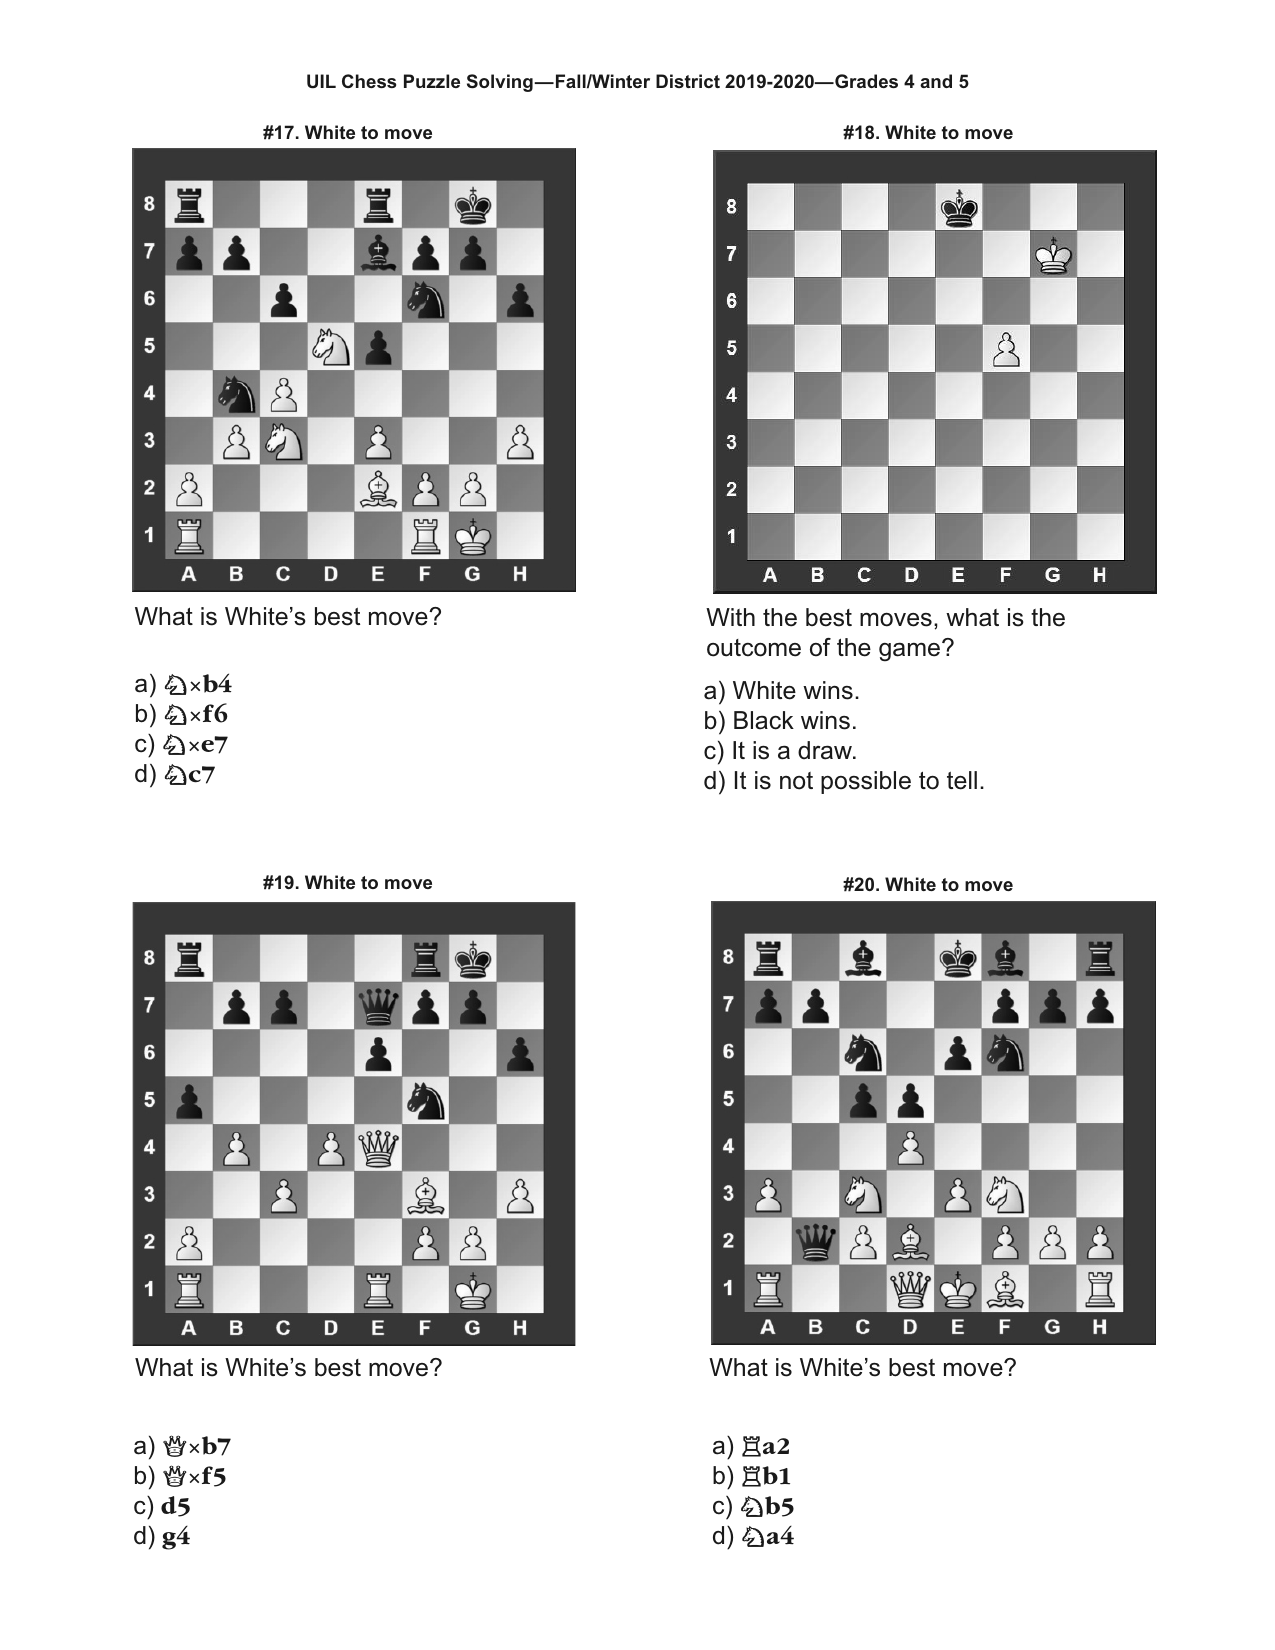 UIL Chess Puzzle Solving—Fall/Winter District 2019-2020—Grades 4 and 5
#17. White to move
8
7
6
5
4
3
2
1
A B C D E F G H
What is White’s best move?
a) ♘×b4
b) ♘×f6
c) ♘×e7
d) ♘c7
#18. White to move
8
7
6
5
4
3
2
1
A B C D E F G H
With the best moves, what is the
outcome of the game?
a) White wins.
b) Black wins.
c) It is a draw.
d) It is not possible to tell.
#19. White to move
8
7
6
5
4
3
2
1
A B C D E F G H
What is White’s best move?
a) ♕×b7
b) ♕×f5
c) d5
d) g4
#20. White to move
8
7
6
5
4
3
2
1
A B C D E F G H
What is White’s best move?
a) ♖a2
b) ♖b1
c) ♘b5
d) ♘a4